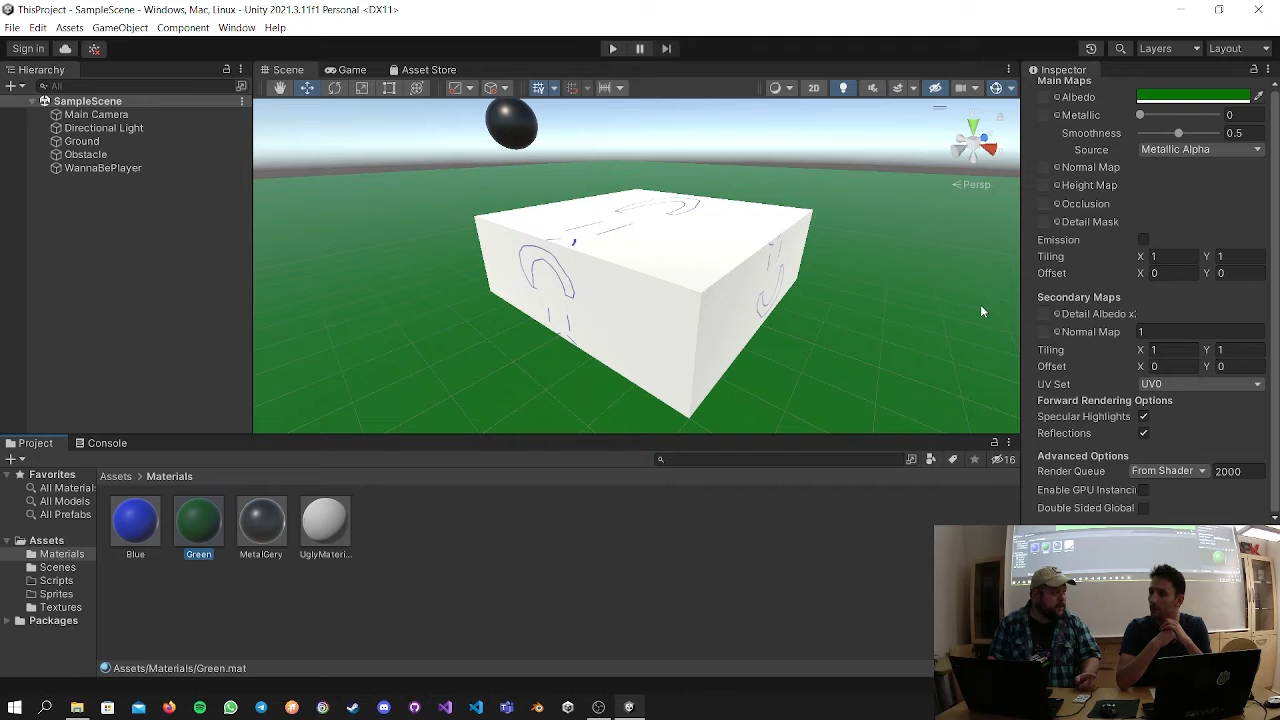 ThisProject - SampleScene - Windows, Mac, Linux - Unity 2021.3.11f1 Personal <DX11>
File Edit Assets GameObject Component Window Help
Sign in
Layers
Layout
Hierarchy
Scene
Game
Asset Store
Inspector
All
2D
SampleScene
Main Camera
Directional Light
Ground
Obstacle
WannaBePlayer
Persp
Main Maps
Albedo
Metallic 0
Smoothness 0.5
Source Metallic Alpha
Normal Map
Height Map
Occlusion
Detail Mask
Emission
Tiling X 1 Y 1
Offset X 0 Y 0
Secondary Maps
Detail Albedo x
Normal Map 1
Tiling X 1 Y 1
Offset X 0 Y 0
UV Set UV0
Forward Rendering Options
Specular Highlights
Reflections
Advanced Options
Render Queue From Shader 2000
Enable GPU Instanci
Double Sided Global
Project
Console
16
Favorites
All Material
All Models
All Prefabs
Assets
Materials
Scenes
Scripts
Sprites
Textures
Packages
Assets > Materials
Blue
Green
MetalGery
UglyMateri...
Assets/Materials/Green.mat